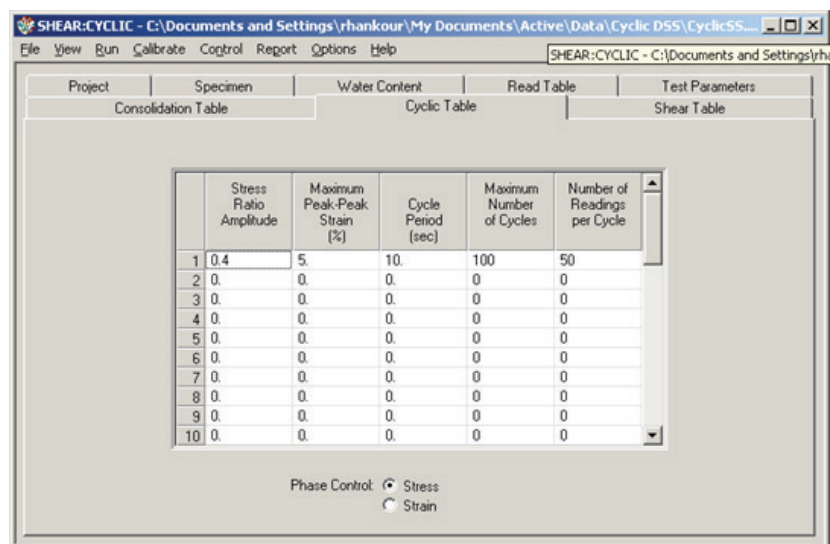 SHEAR:CYCLIC - C:\Documents and Settings\rhankour\My Documents\Active\Data\Cyclic DSS\CyclicSS....
File View Run Calibrate Control Report Options Help
SHEAR:CYCLIC - C:\Documents and Settings\rh
Project Specimen Water Content Read Table Test Parameters
Consolidation Table Cyclic Table Shear Table
Stress Ratio Amplitude Maximum Peak-Peak Strain (%) Cycle Period (sec) Maximum Number of Cycles Number of Readings per Cycle
1 0.4 5. 10. 100 50
2 0. 0. 0. 0 0
3 0. 0. 0. 0 0
4 0. 0. 0. 0 0
5 0. 0. 0. 0 0
6 0. 0. 0. 0 0
7 0. 0. 0. 0 0
8 0. 0. 0. 0 0
9 0. 0. 0. 0 0
10 0. 0. 0. 0 0
Phase Control: Stress
Strain